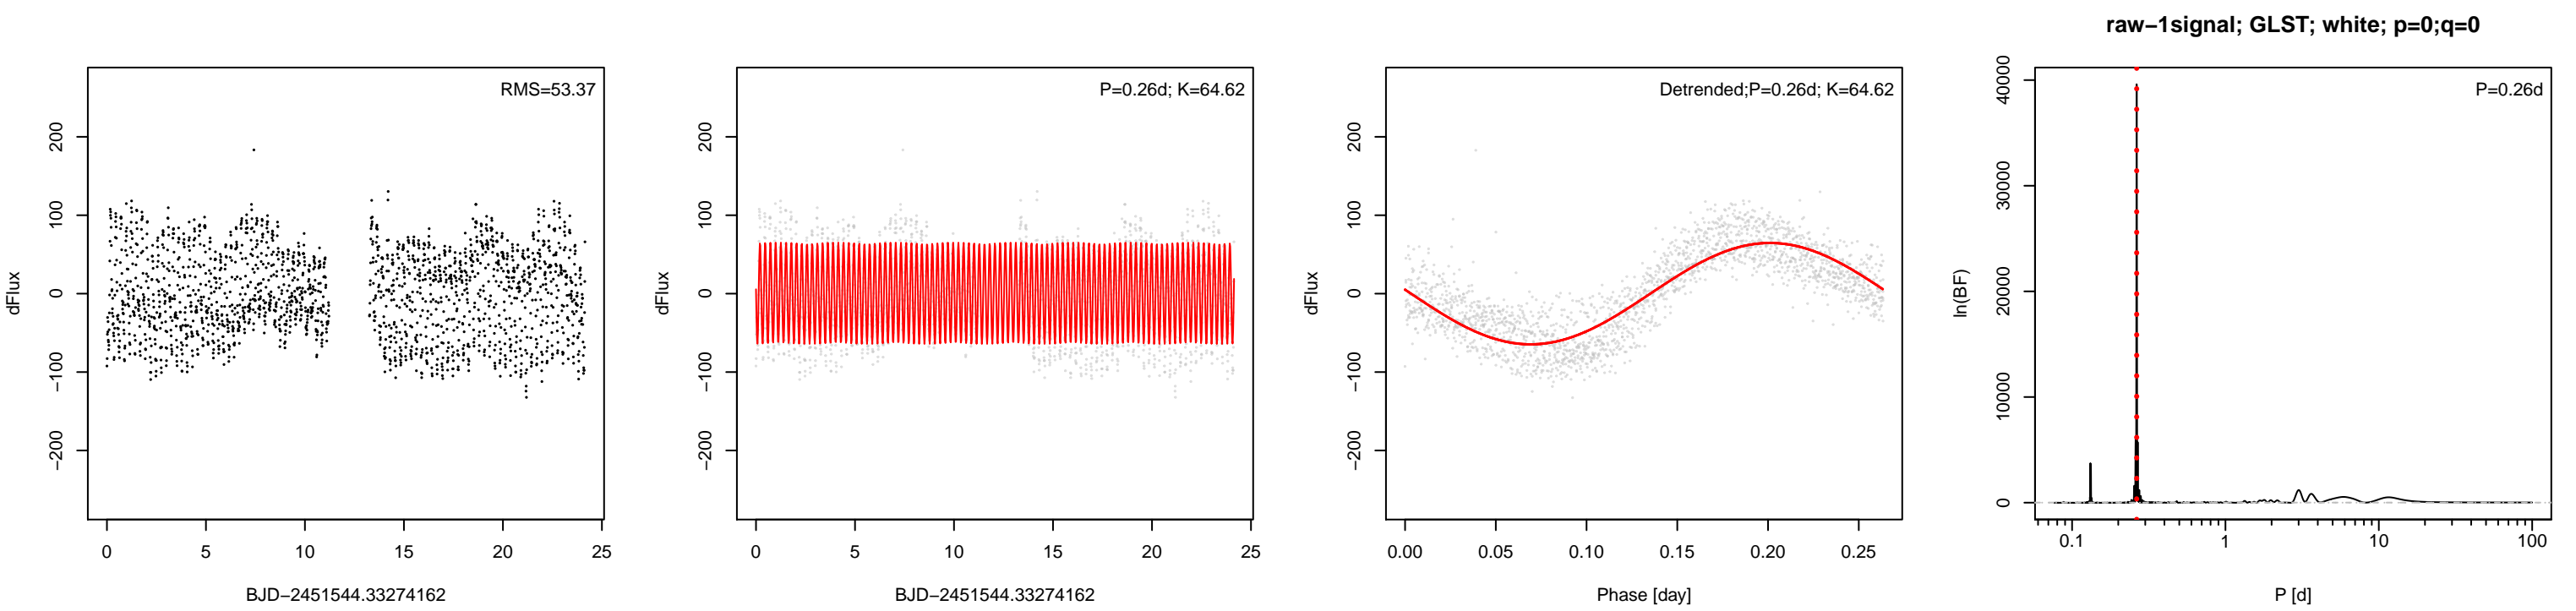 raw−1signal; GLST; white; p=0;q=0
RMS=53.37
dFlux
200
100
0
−100
−200
0 5 10 15 20 25
BJD−2451544.33274162
P=0.26d; K=64.62
dFlux
200
100
0
−100
−200
0 5 10 15 20 25
BJD−2451544.33274162
Detrended;P=0.26d; K=64.62
dFlux
200
100
0
−100
−200
0.00 0.05 0.10 0.15 0.20 0.25
Phase [day]
P=0.26d
ln(BF)
40000
30000
20000
10000
0
0.1 1 10 100
P [d]